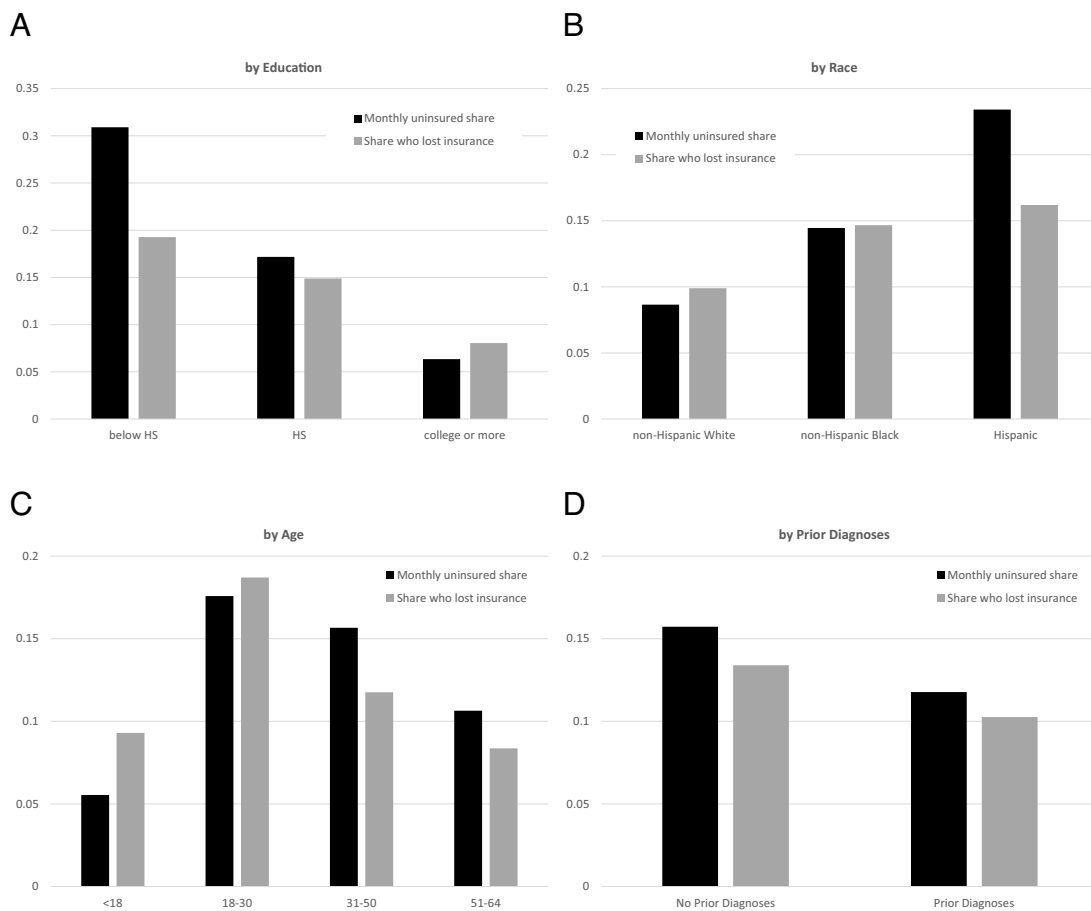 A
by Education
0.35
0.3
0.25
0.2
0.15
0.1
0.05
0
Monthly uninsured share
Share who lost insurance
below HS
HS
college or more
B
by Race
0.25
0.2
0.15
0.1
0.05
0
Monthly uninsured share
Share who lost insurance
non-Hispanic White
non-Hispanic Black
Hispanic
C
by Age
0.2
0.15
0.1
0.05
0
Monthly uninsured share
Share who lost insurance
<18
18-30
31-50
51-64
D
by Prior Diagnoses
0.2
0.15
0.1
0.05
0
Monthly uninsured share
Share who lost insurance
No Prior Diagnoses
Prior Diagnoses